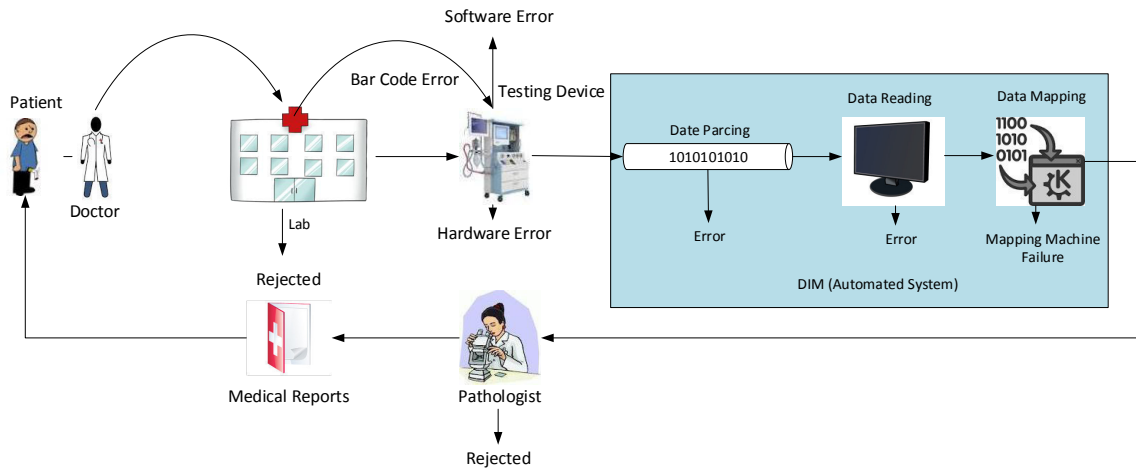 Software Error
Bar Code Error
Patient
Testing Device
Data Reading
Data Mapping
Date Parcing
1100
1010
0101
1010101010
K
Doctor
Lab
Hardware Error
Error
Error
Mapping Machine
Failure
Rejected
DIM (Automated System)
Medical Reports
Pathologist
Rejected